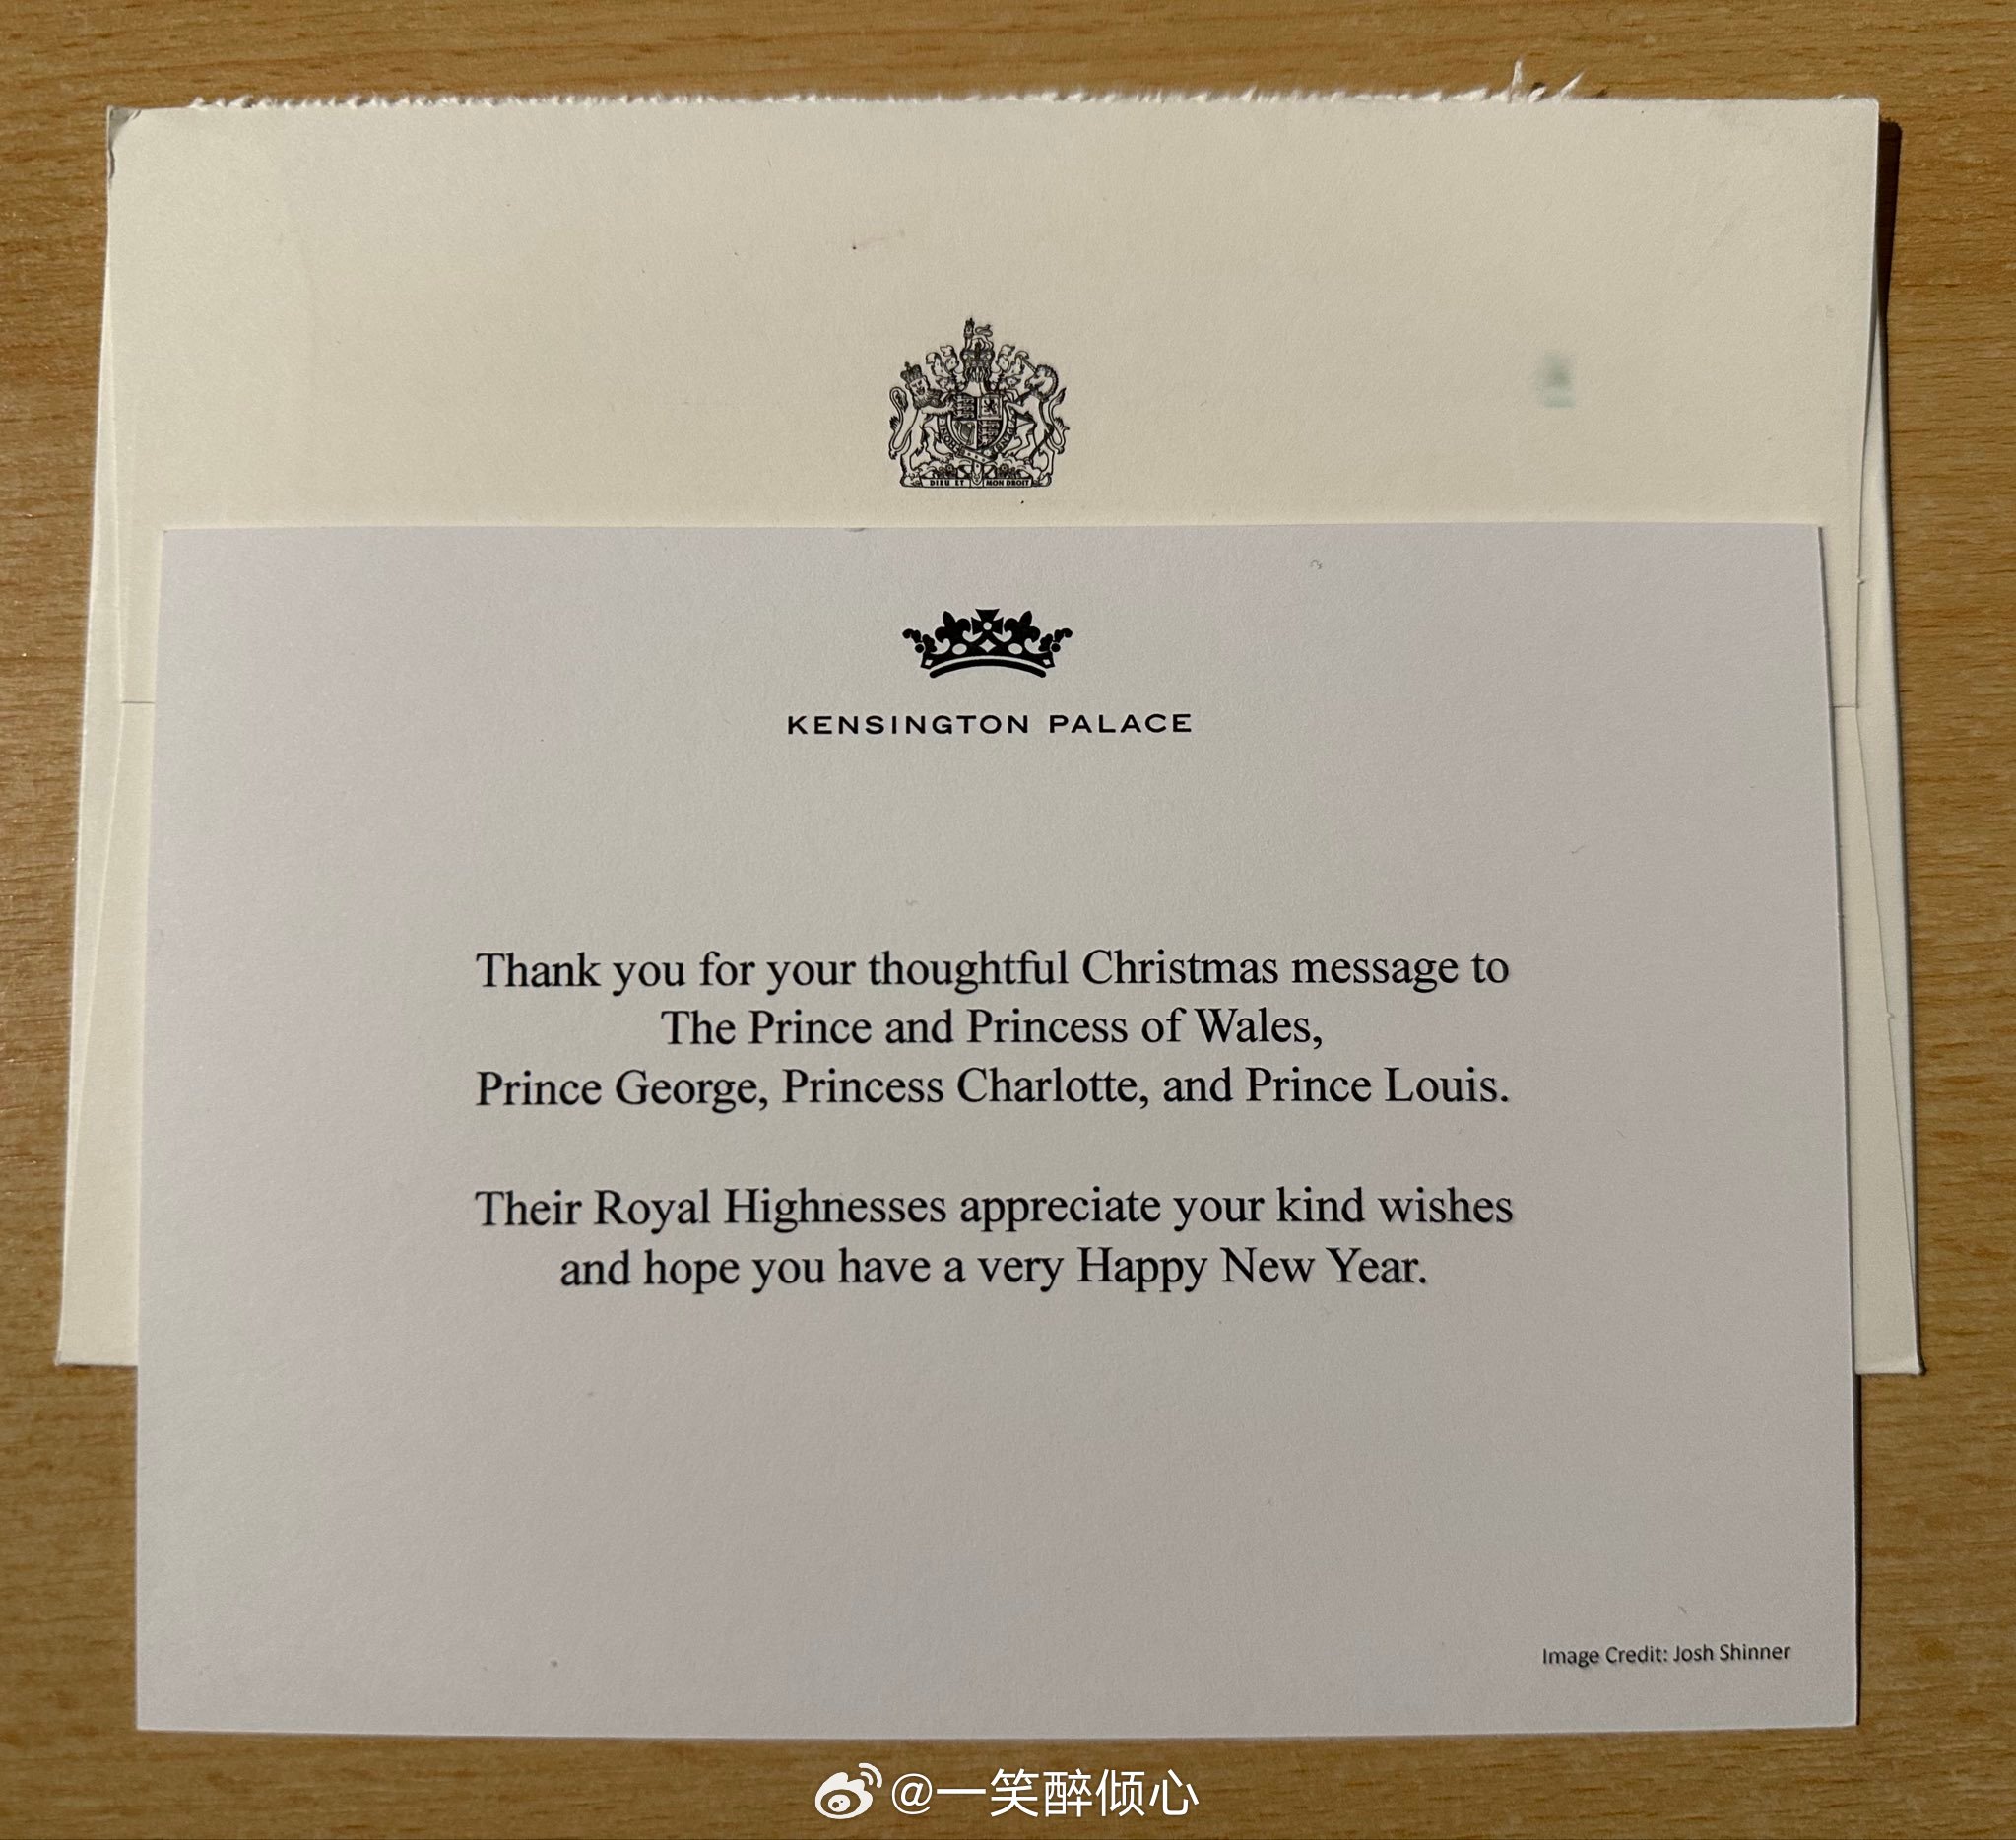 DIEU ET MON DROIT
KENSINGTON PALACE
Thank you for your thoughtful Christmas message to
The Prince and Princess of Wales,
Prince George, Princess Charlotte, and Prince Louis.
Their Royal Highnesses appreciate your kind wishes
and hope you have a very Happy New Year.
Image Credit: Josh Shinner
@一笑醉倾心